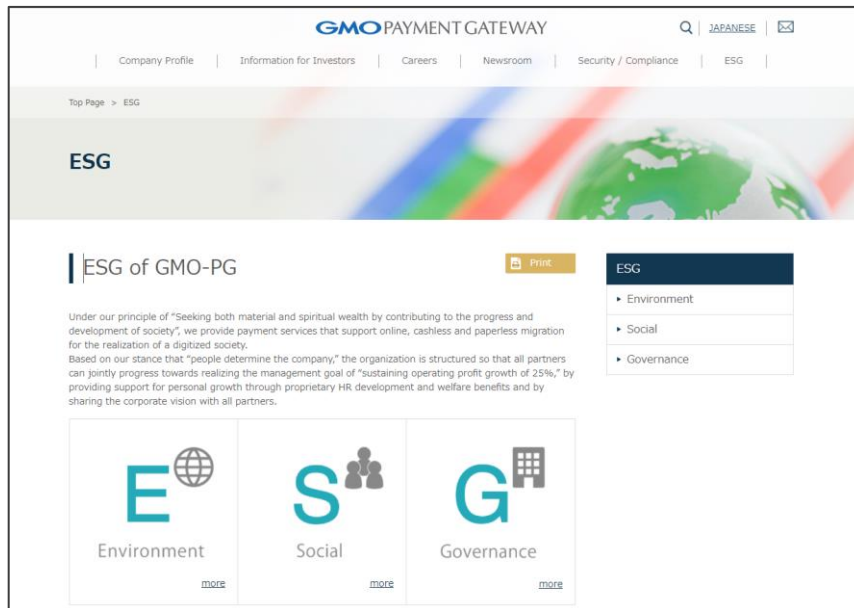 GMO PAYMENT GATEWAY
JAPANESE
Company Profile
Information for Investors
Careers
Newsroom
Security / Compliance
ESG
Top Page > ESG
ESG
ESG of GMO-PG
Print
Under our principle of "Seeking both material and spiritual wealth by contributing to the progress and
development of society", we provide payment services that support online, cashless and paperless migration
for the realization of a digitized society.
Based on our stance that "people determine the company," the organization is structured so that all partners
can jointly progress towards realizing the management goal of "sustaining operating profit growth of 25%," by
providing support for personal growth through proprietary HR development and welfare benefits and by
sharing the corporate vision with all partners.
ESG
Environment
Social
Governance
E
Environment
more
S
Social
more
G
Governance
more